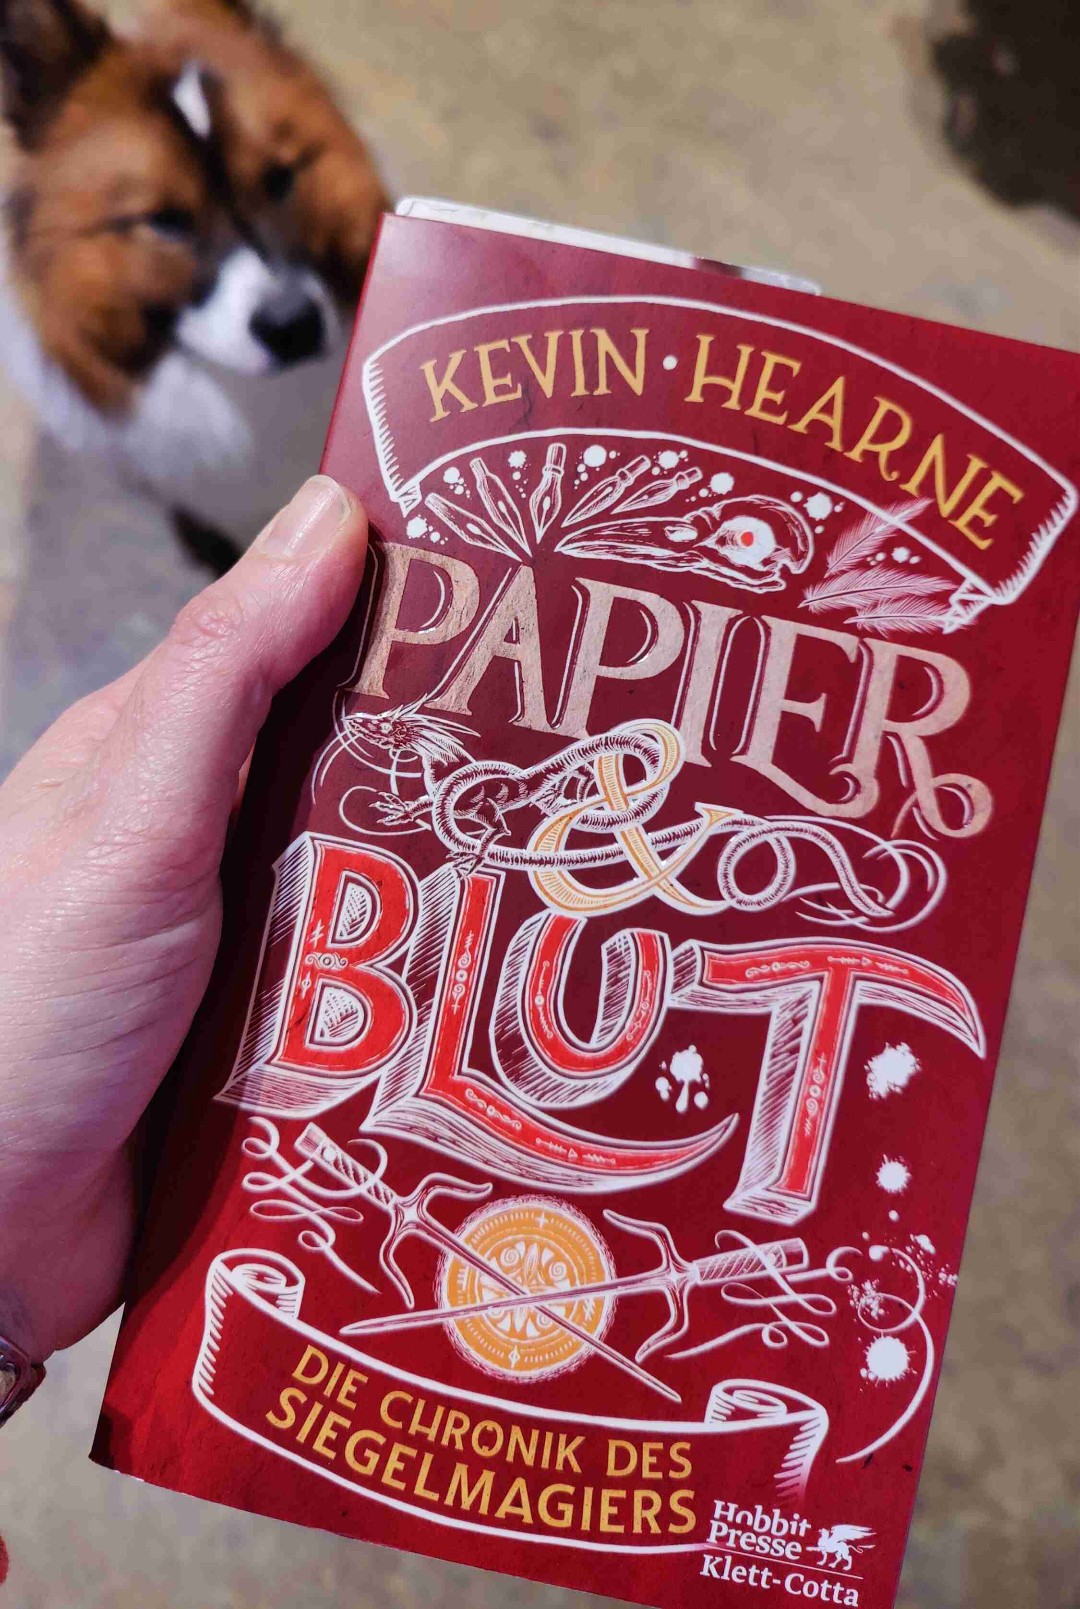 KEVIN · HEARNE
PAPIER
&
BLUT
DIE CHRONIK DES
SIEGELMAGIERS
Hobbit
Presse
Klett-Cotta